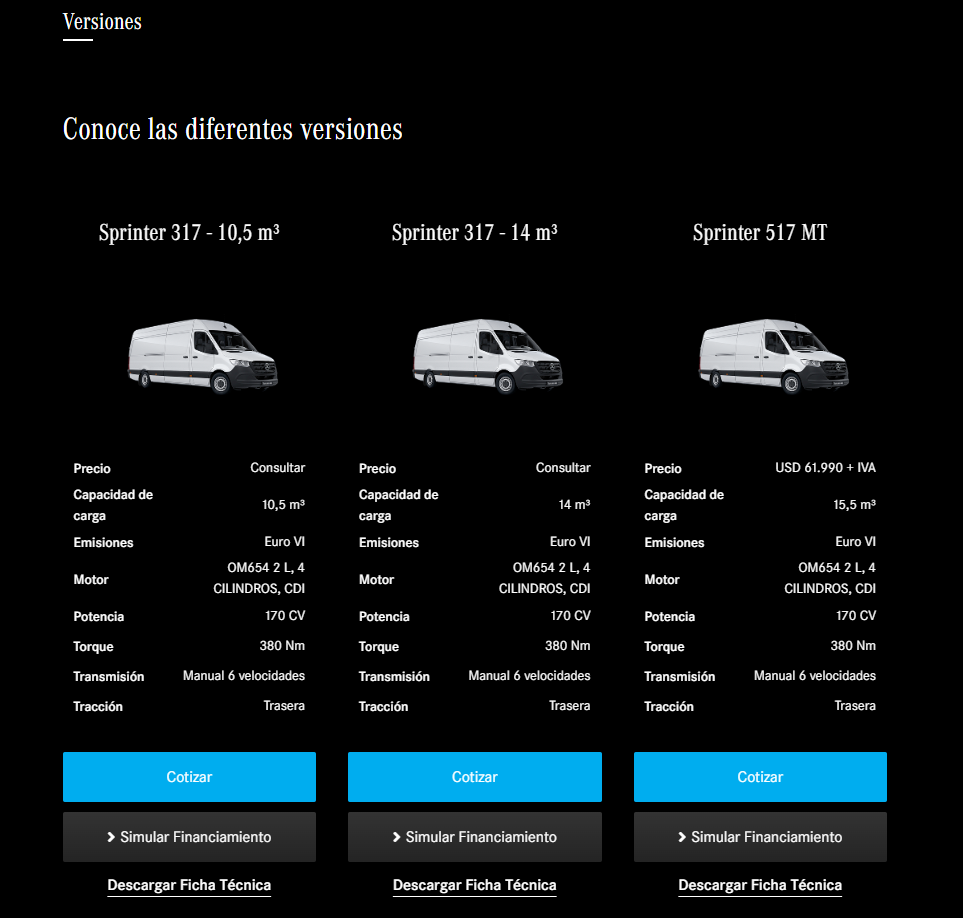 Versiones
Conoce las diferentes versiones
Sprinter 317 - 10,5 m³
Precio Consultar
Capacidad de carga 10,5 m³
Emisiones Euro VI
Motor OM654 2 L, 4 CILINDROS, CDI
Potencia 170 CV
Torque 380 Nm
Transmisión Manual 6 velocidades
Tracción Trasera
Cotizar
Simular Financiamiento
Descargar Ficha Técnica
Sprinter 317 - 14 m³
Precio Consultar
Capacidad de carga 14 m³
Emisiones Euro VI
Motor OM654 2 L, 4 CILINDROS, CDI
Potencia 170 CV
Torque 380 Nm
Transmisión Manual 6 velocidades
Tracción Trasera
Cotizar
Simular Financiamiento
Descargar Ficha Técnica
Sprinter 517 MT
Precio USD 61.990 + IVA
Capacidad de carga 15,5 m³
Emisiones Euro VI
Motor OM654 2 L, 4 CILINDROS, CDI
Potencia 170 CV
Torque 380 Nm
Transmisión Manual 6 velocidades
Tracción Trasera
Cotizar
Simular Financiamiento
Descargar Ficha Técnica